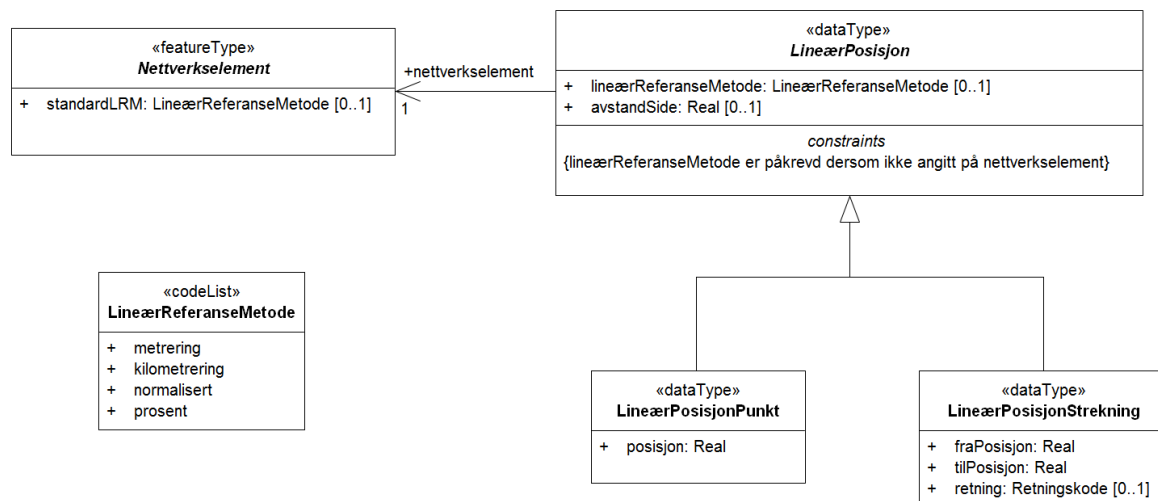 «featureType»
Nettverkselement
+ standardLRM: LineærReferanseMetode [0..1]
+nettverkselement
1
«dataType»
LineærPosisjon
+ lineærReferanseMetode: LineærReferanseMetode [0..1]
+ avstandSide: Real [0..1]
constraints
{lineærReferanseMetode er påkrevd dersom ikke angitt på nettverkselement}
«codeList»
LineærReferanseMetode
+ metrering
+ kilometrering
+ normalisert
+ prosent
«dataType»
LineærPosisjonPunkt
+ posisjon: Real
«dataType»
LineærPosisjonStrekning
+ fraPosisjon: Real
+ tilPosisjon: Real
+ retning: Retningskode [0..1]